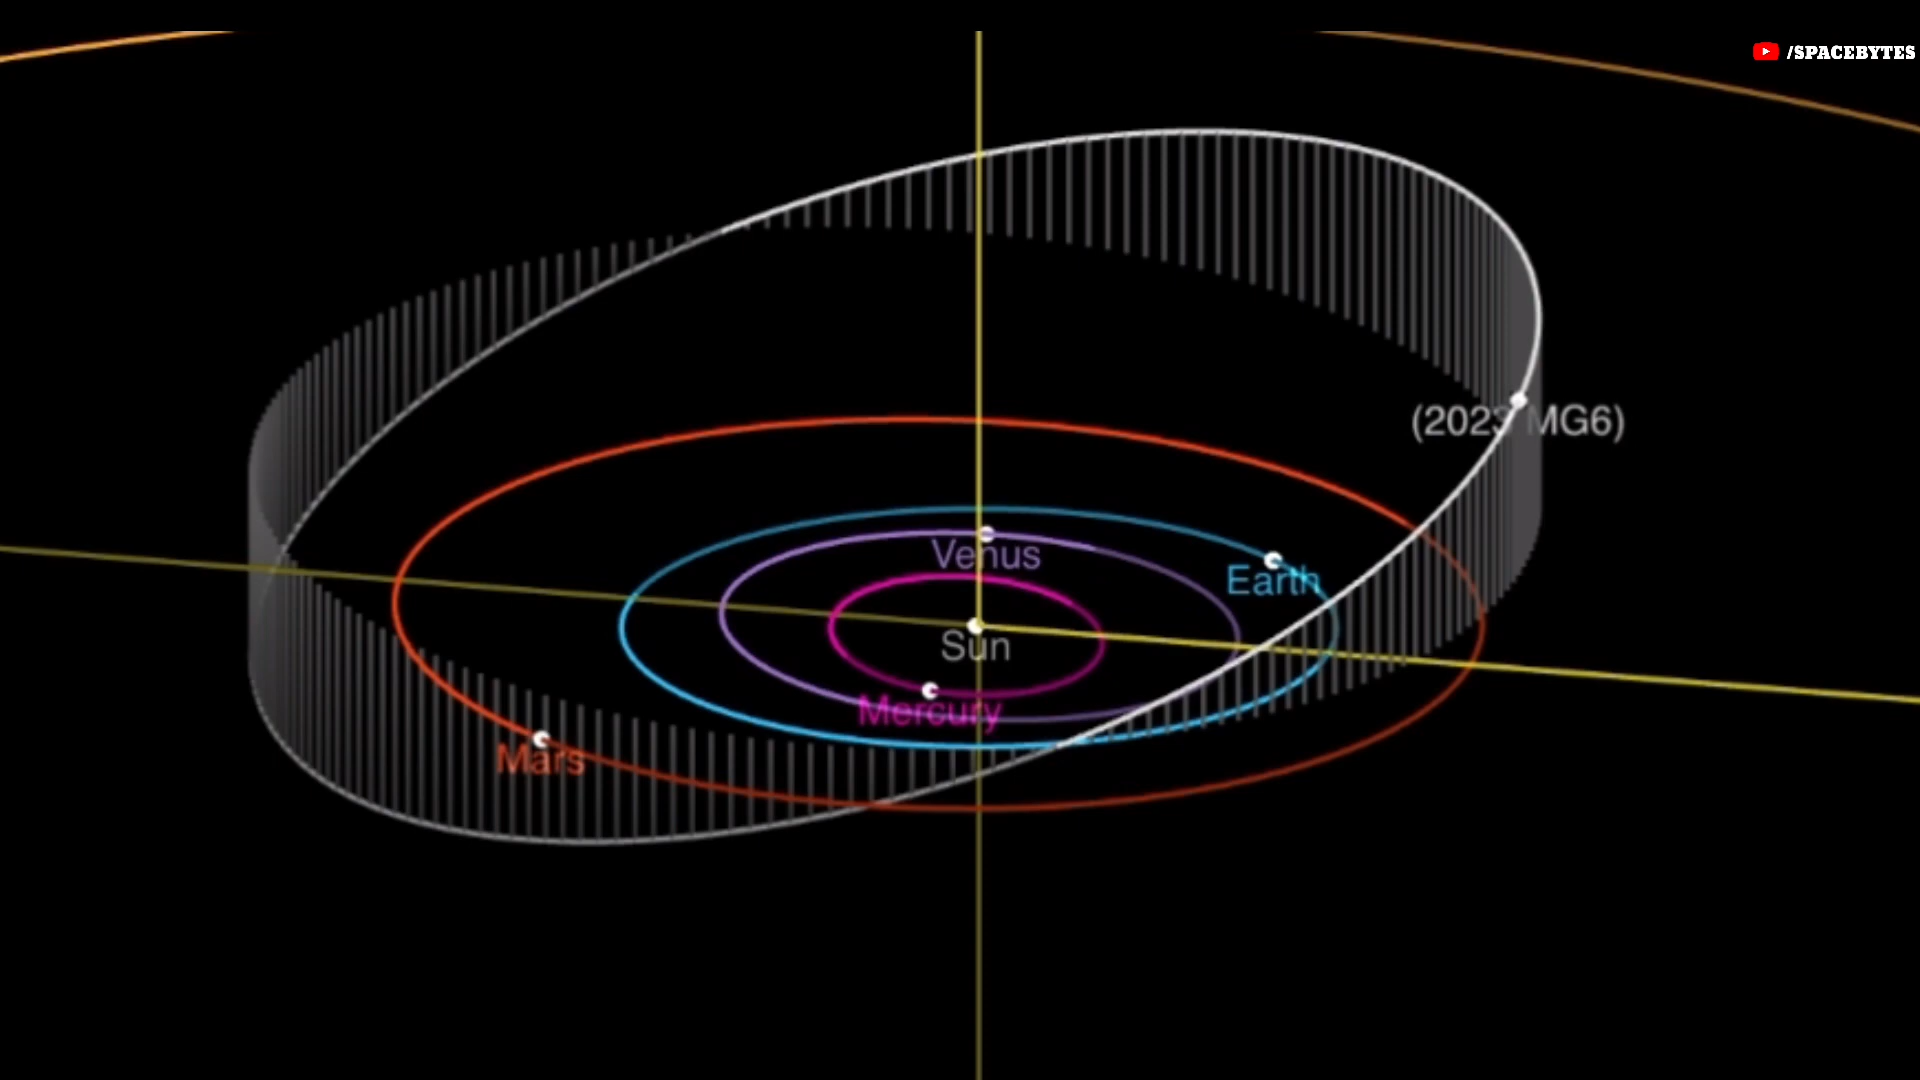 /SPACEBYTES
(2023 MG6)
Venus
Earth
Sun
Mercury
Mars